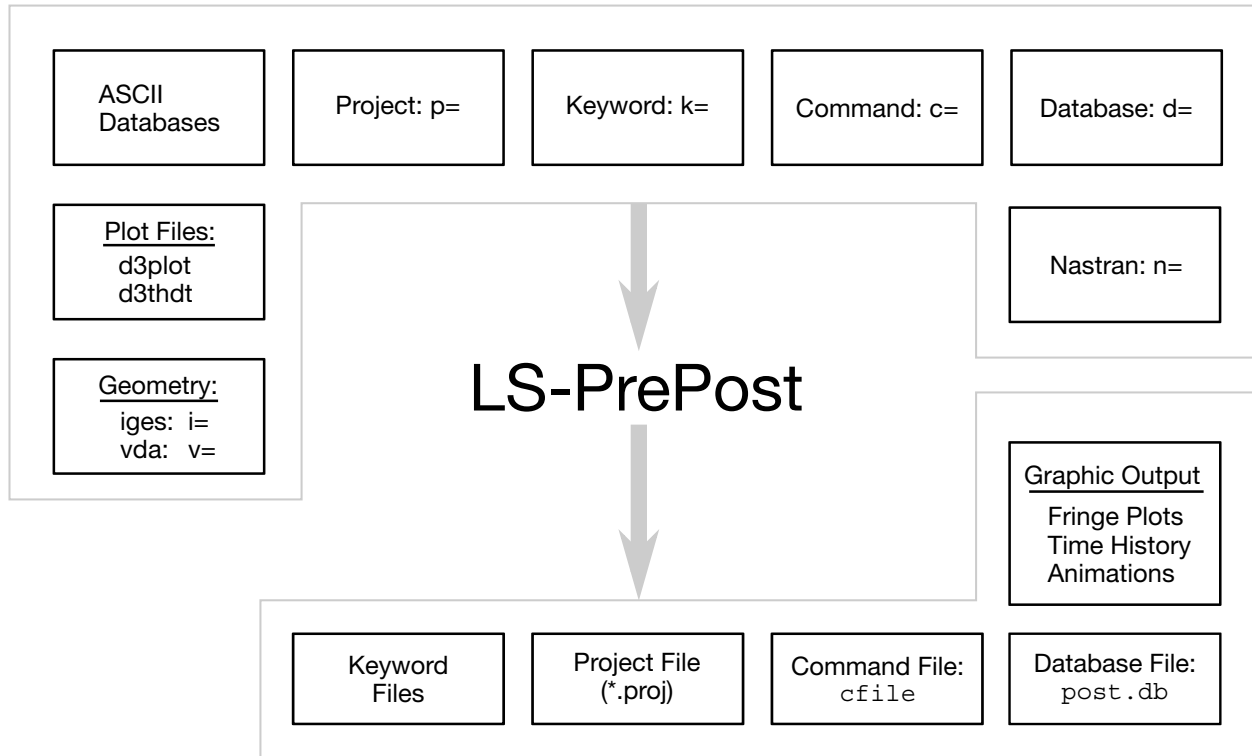 ASCII
Databases
Project: p=
Keyword: k=
Command: c=
Database: d=
Plot Files:
d3plot
d3thdt
Nastran: n=
Geometry:
iges: i=
vda: v=
LS-PrePost
Graphic Output
Fringe Plots
Time History
Animations
Keyword
Files
Project File
(*.proj)
Command File:
cfile
Database File:
post.db